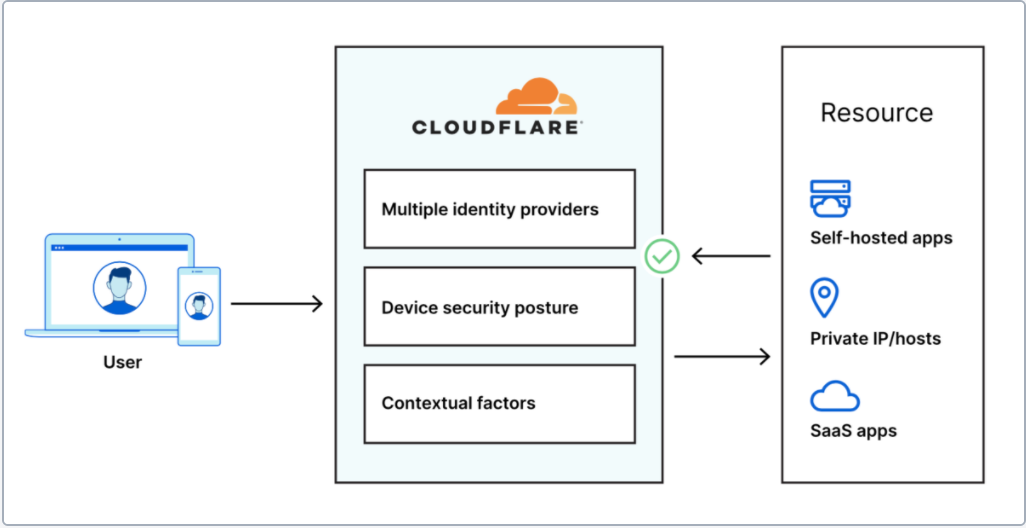 CLOUDFLARE
Resource
Multiple identity providers
Self-hosted apps
Device security posture
Private IP/hosts
User
Contextual factors
SaaS apps